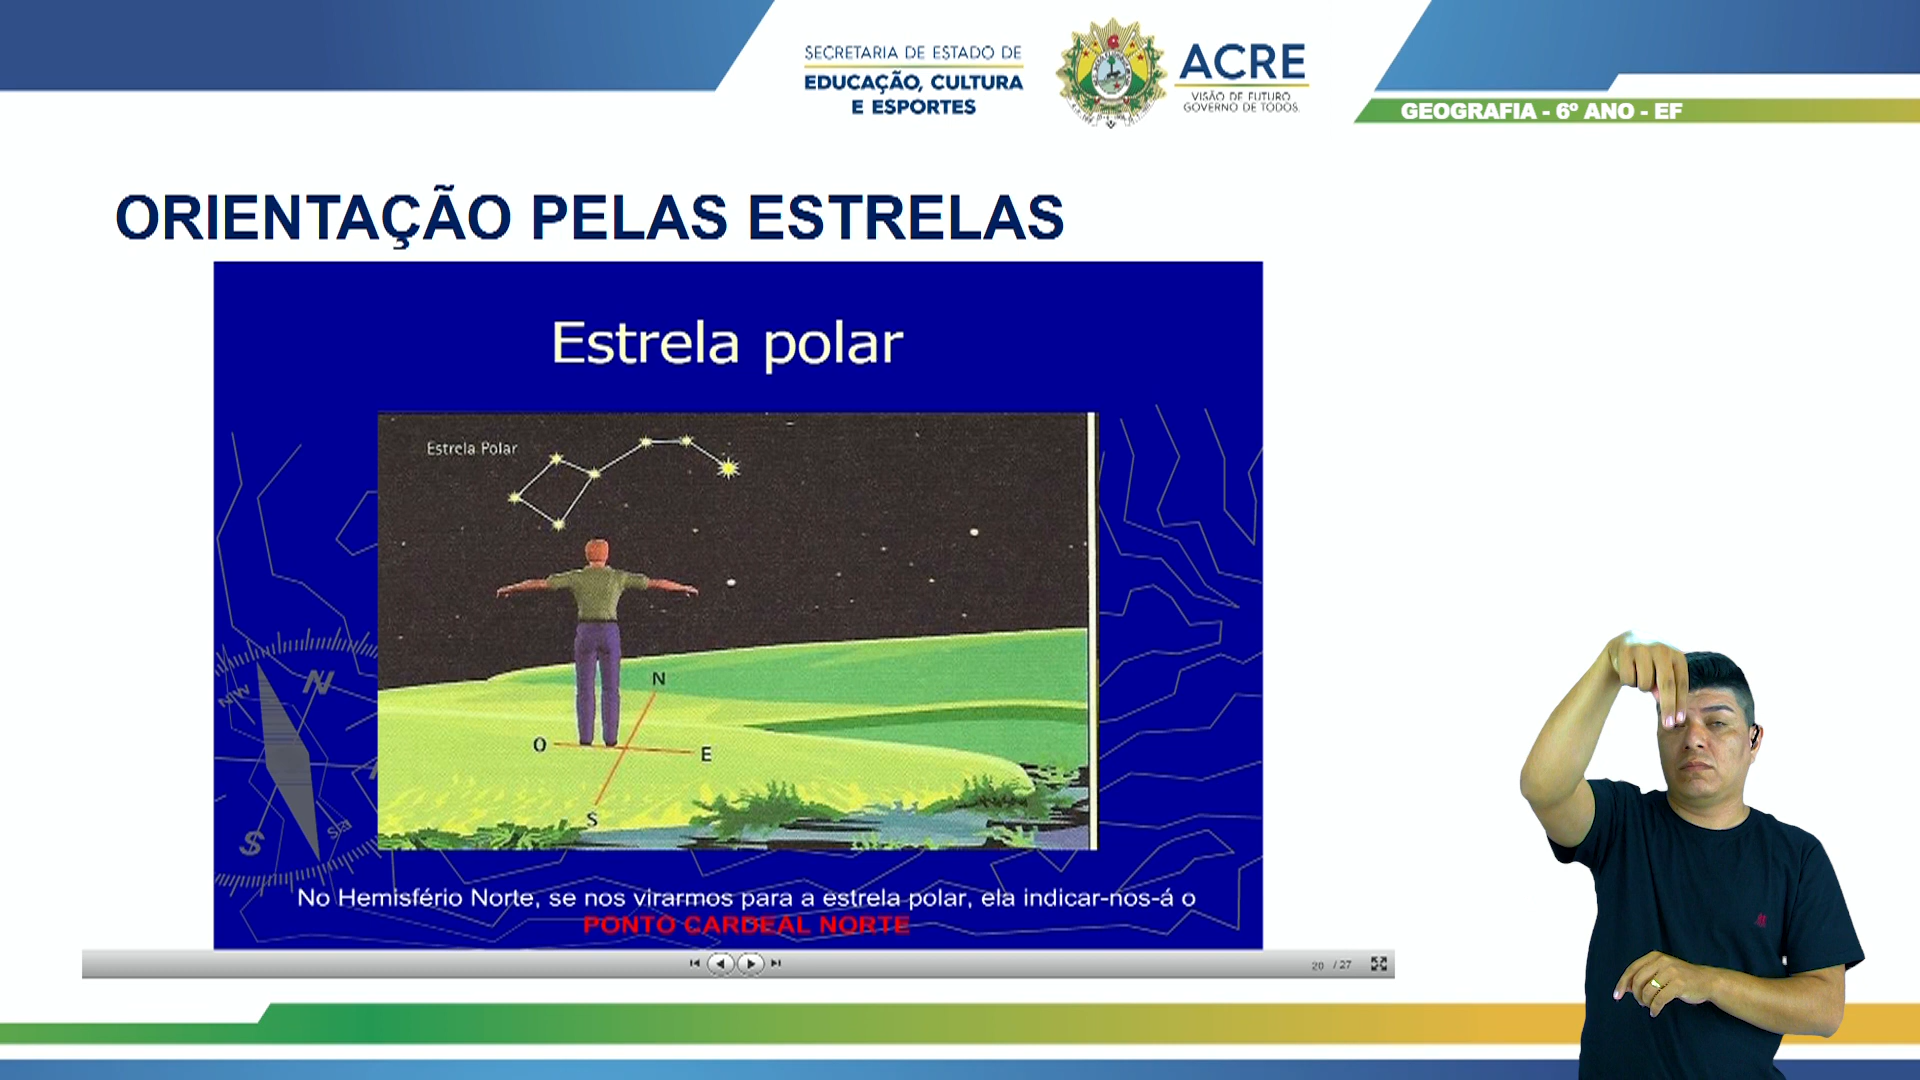 SECRETARIA DE ESTADO DE
EDUCAÇÃO, CULTURA
E ESPORTES
ACRE
VISÃO DE FUTURO
GOVERNO DE TODOS.
GEOGRAFIA - 6º ANO - EF
ORIENTAÇÃO PELAS ESTRELAS
Estrela polar
Estrela Polar
N
O
E
S
NW
N
S
SE
No Hemisfério Norte, se nos virarmos para a estrela polar, ela indicar-nos-á o
PONTO CARDEAL NORTE
20 / 27